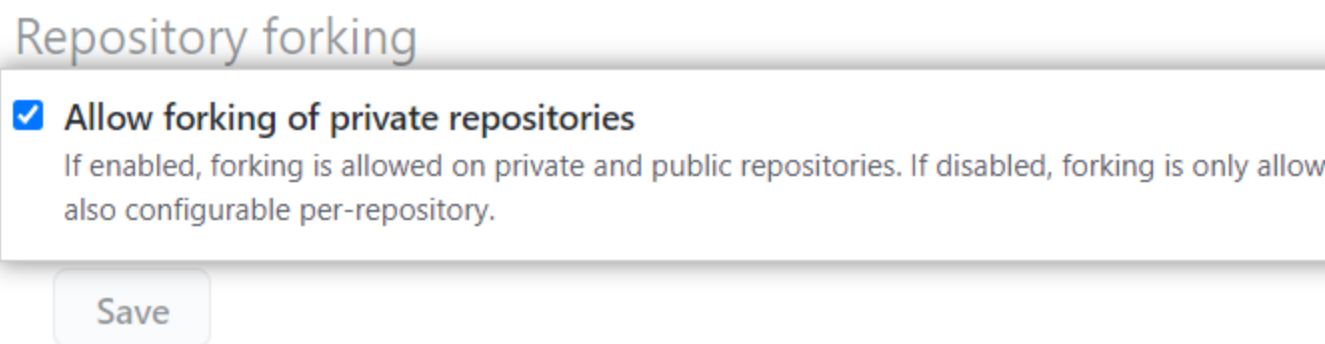 Repository forking
Allow forking of private repositories
If enabled, forking is allowed on private and public repositories. If disabled, forking is only allow
also configurable per-repository.
Save